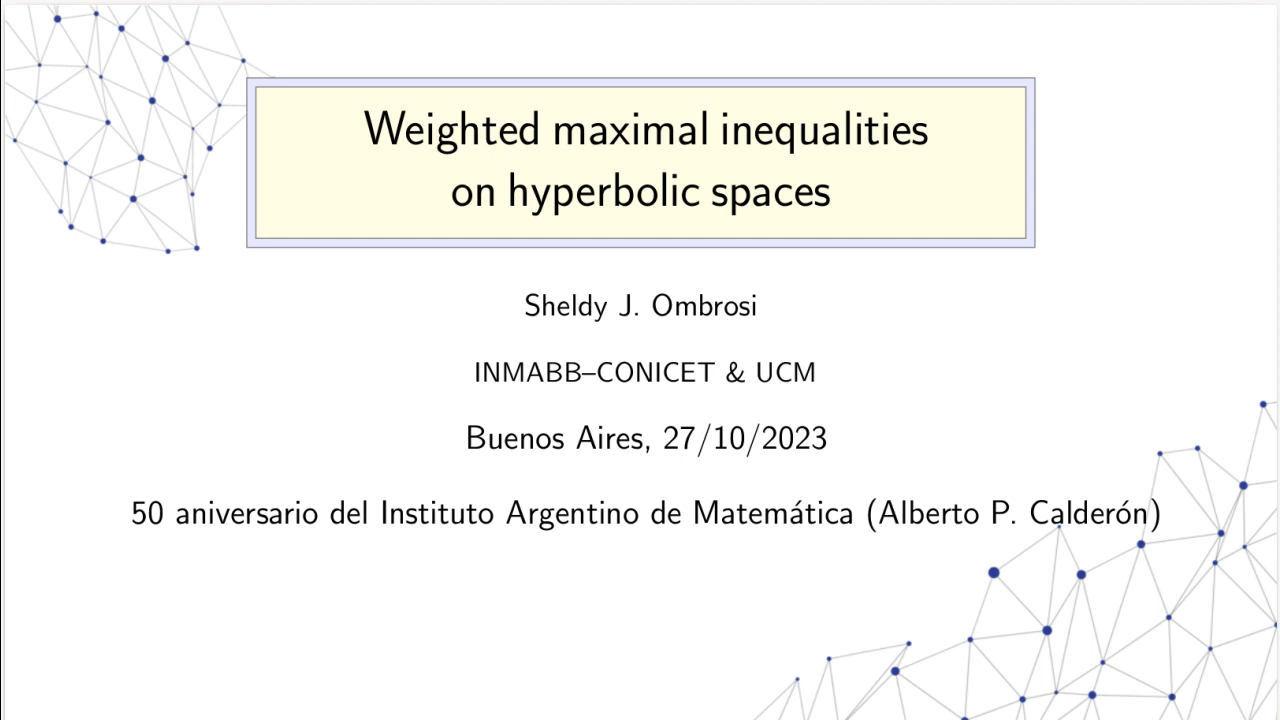 Weighted maximal inequalities
on hyperbolic spaces
Sheldy J. Ombrosi
INMABB–CONICET & UCM
Buenos Aires, 27/10/2023
50 aniversario del Instituto Argentino de Matemática (Alberto P. Calderón)